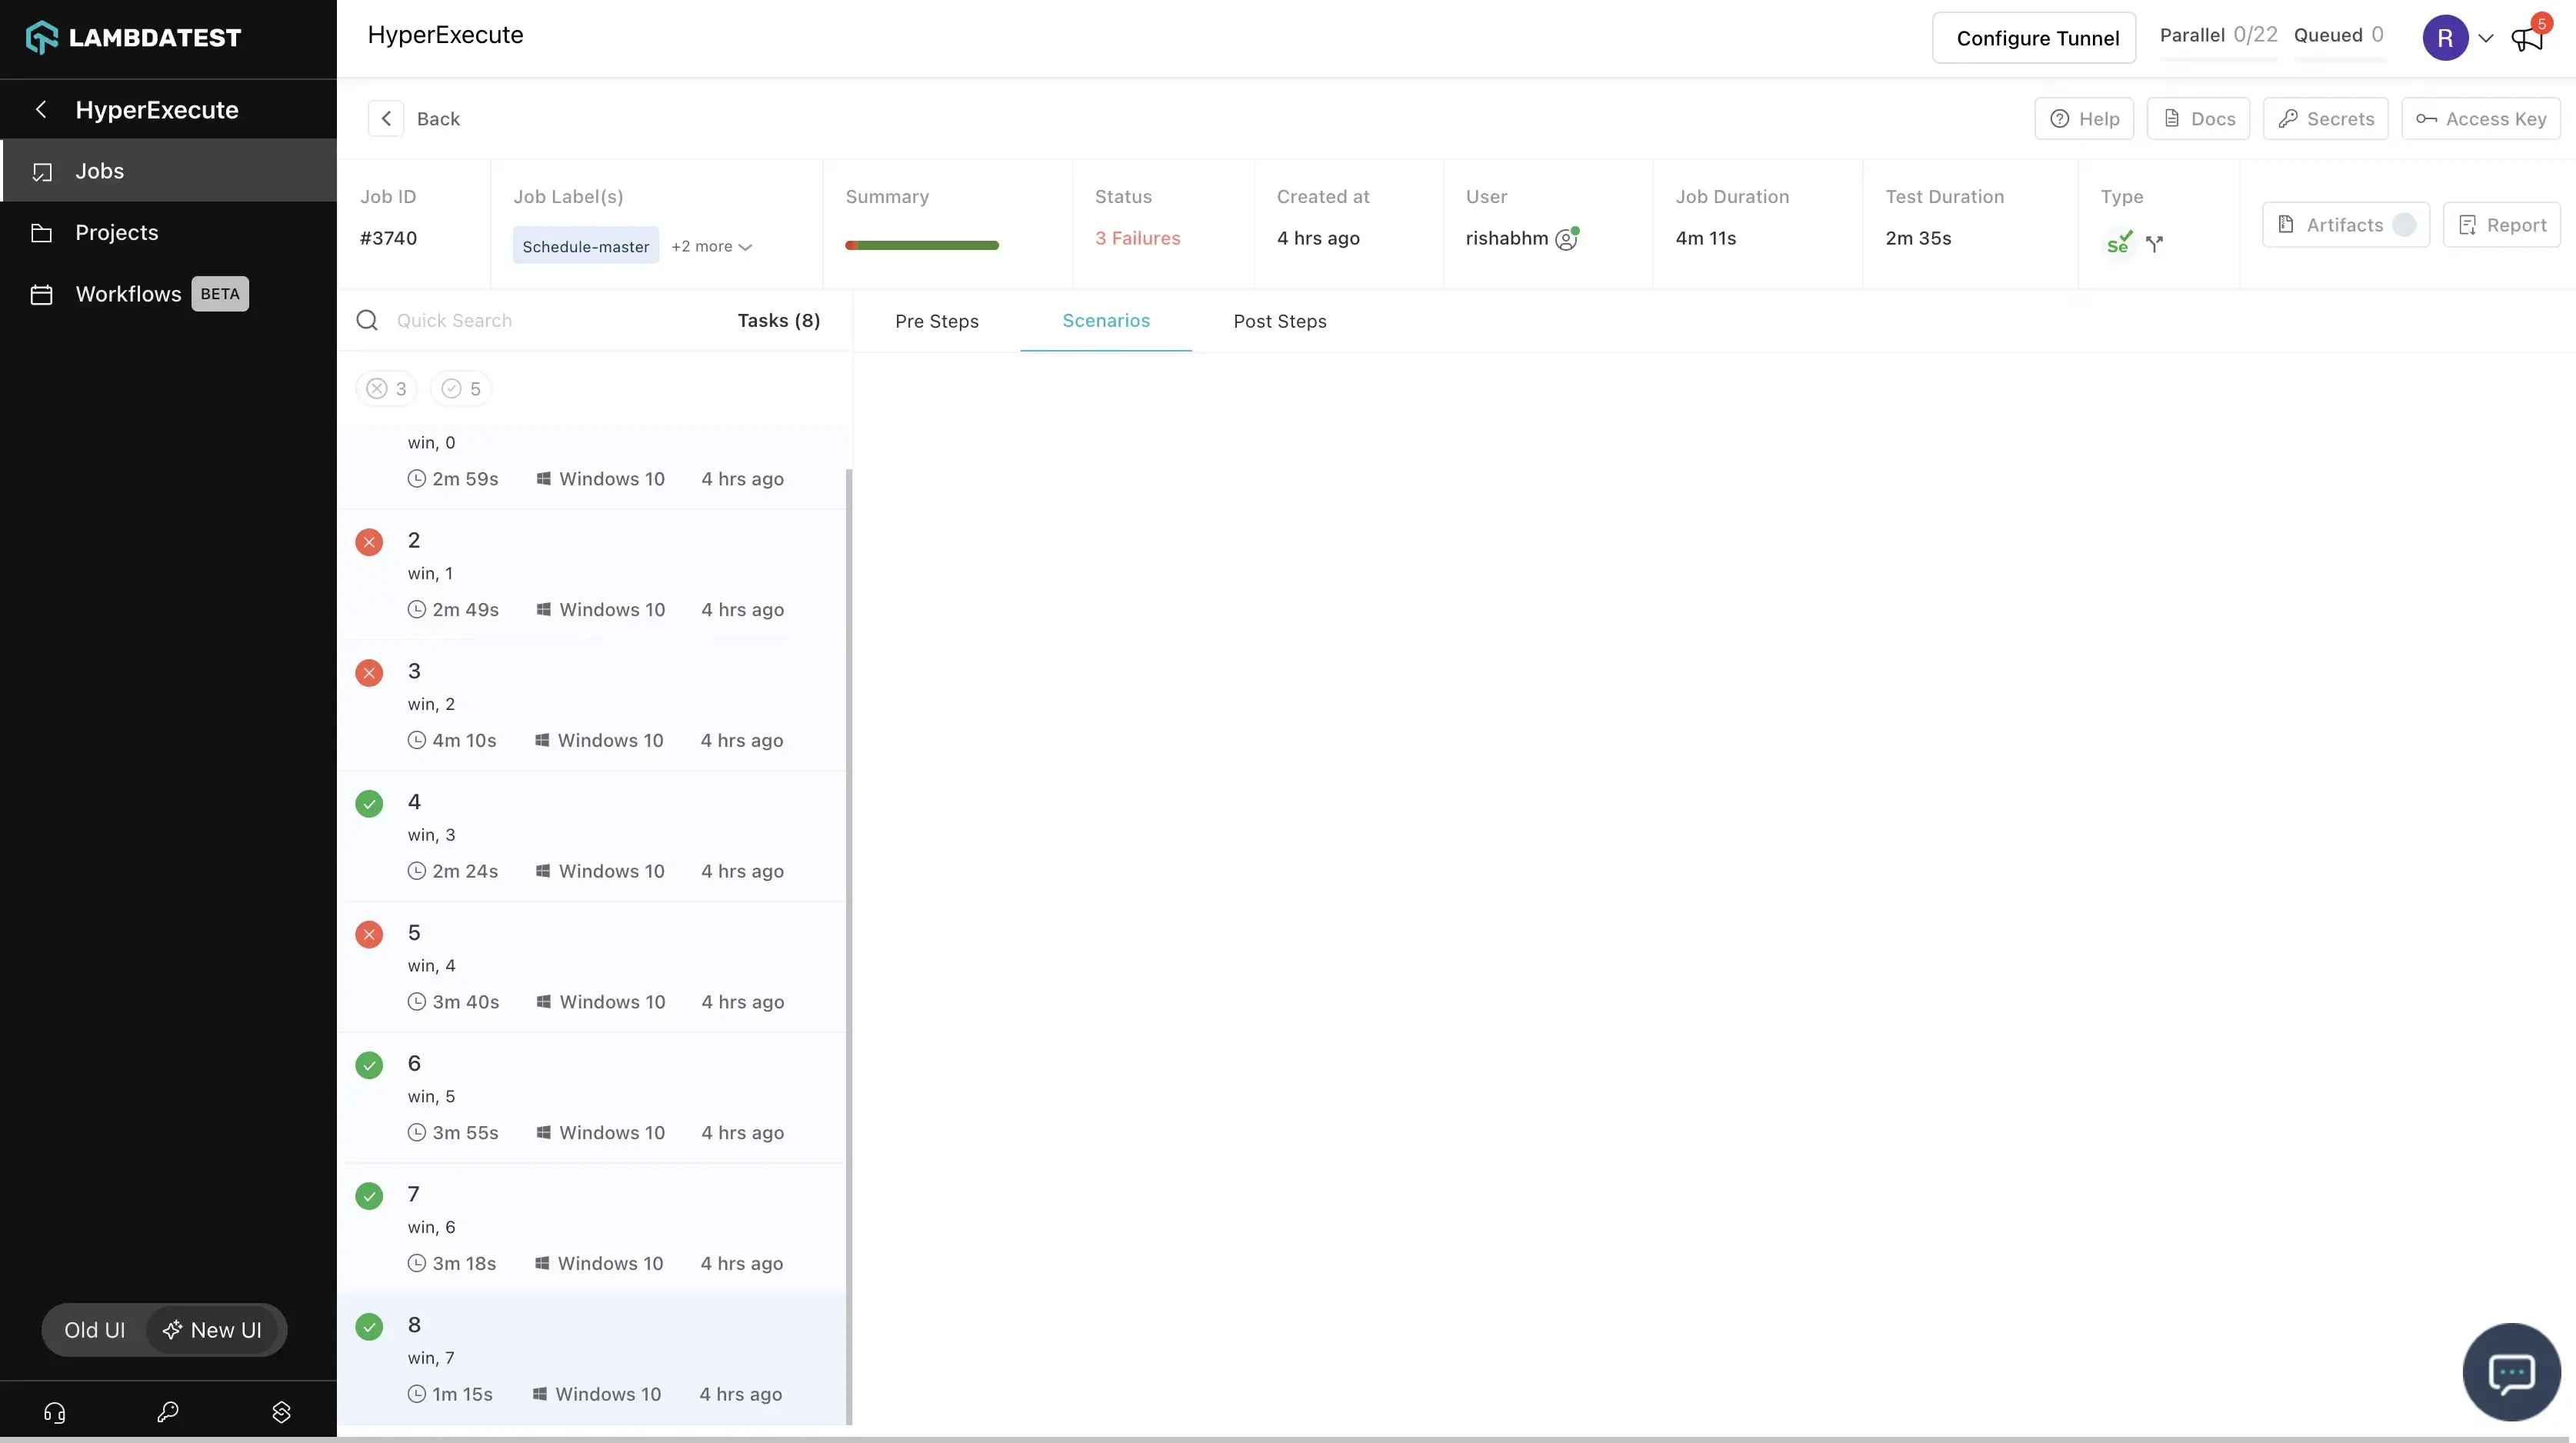 LAMBDATEST
HyperExecute
Configure Tunnel
Parallel 0/22
Queued 0
R
5
HyperExecute
Jobs
Projects
Workflows BETA
Back
Help
Docs
Secrets
Access Key
Job ID
#3740
Job Label(s)
Schedule-master +2 more
Summary
Status
3 Failures
Created at
4 hrs ago
User
rishabhm
Job Duration
4m 11s
Test Duration
2m 35s
Type
Se
Artifacts
Report
Quick Search
Tasks (8)
Pre Steps
Scenarios
Post Steps
3
5
win, 0
2m 59s Windows 10 4 hrs ago
2
win, 1
2m 49s Windows 10 4 hrs ago
3
win, 2
4m 10s Windows 10 4 hrs ago
4
win, 3
2m 24s Windows 10 4 hrs ago
5
win, 4
3m 40s Windows 10 4 hrs ago
6
win, 5
3m 55s Windows 10 4 hrs ago
7
win, 6
3m 18s Windows 10 4 hrs ago
8
win, 7
1m 15s Windows 10 4 hrs ago
Old UI
New UI